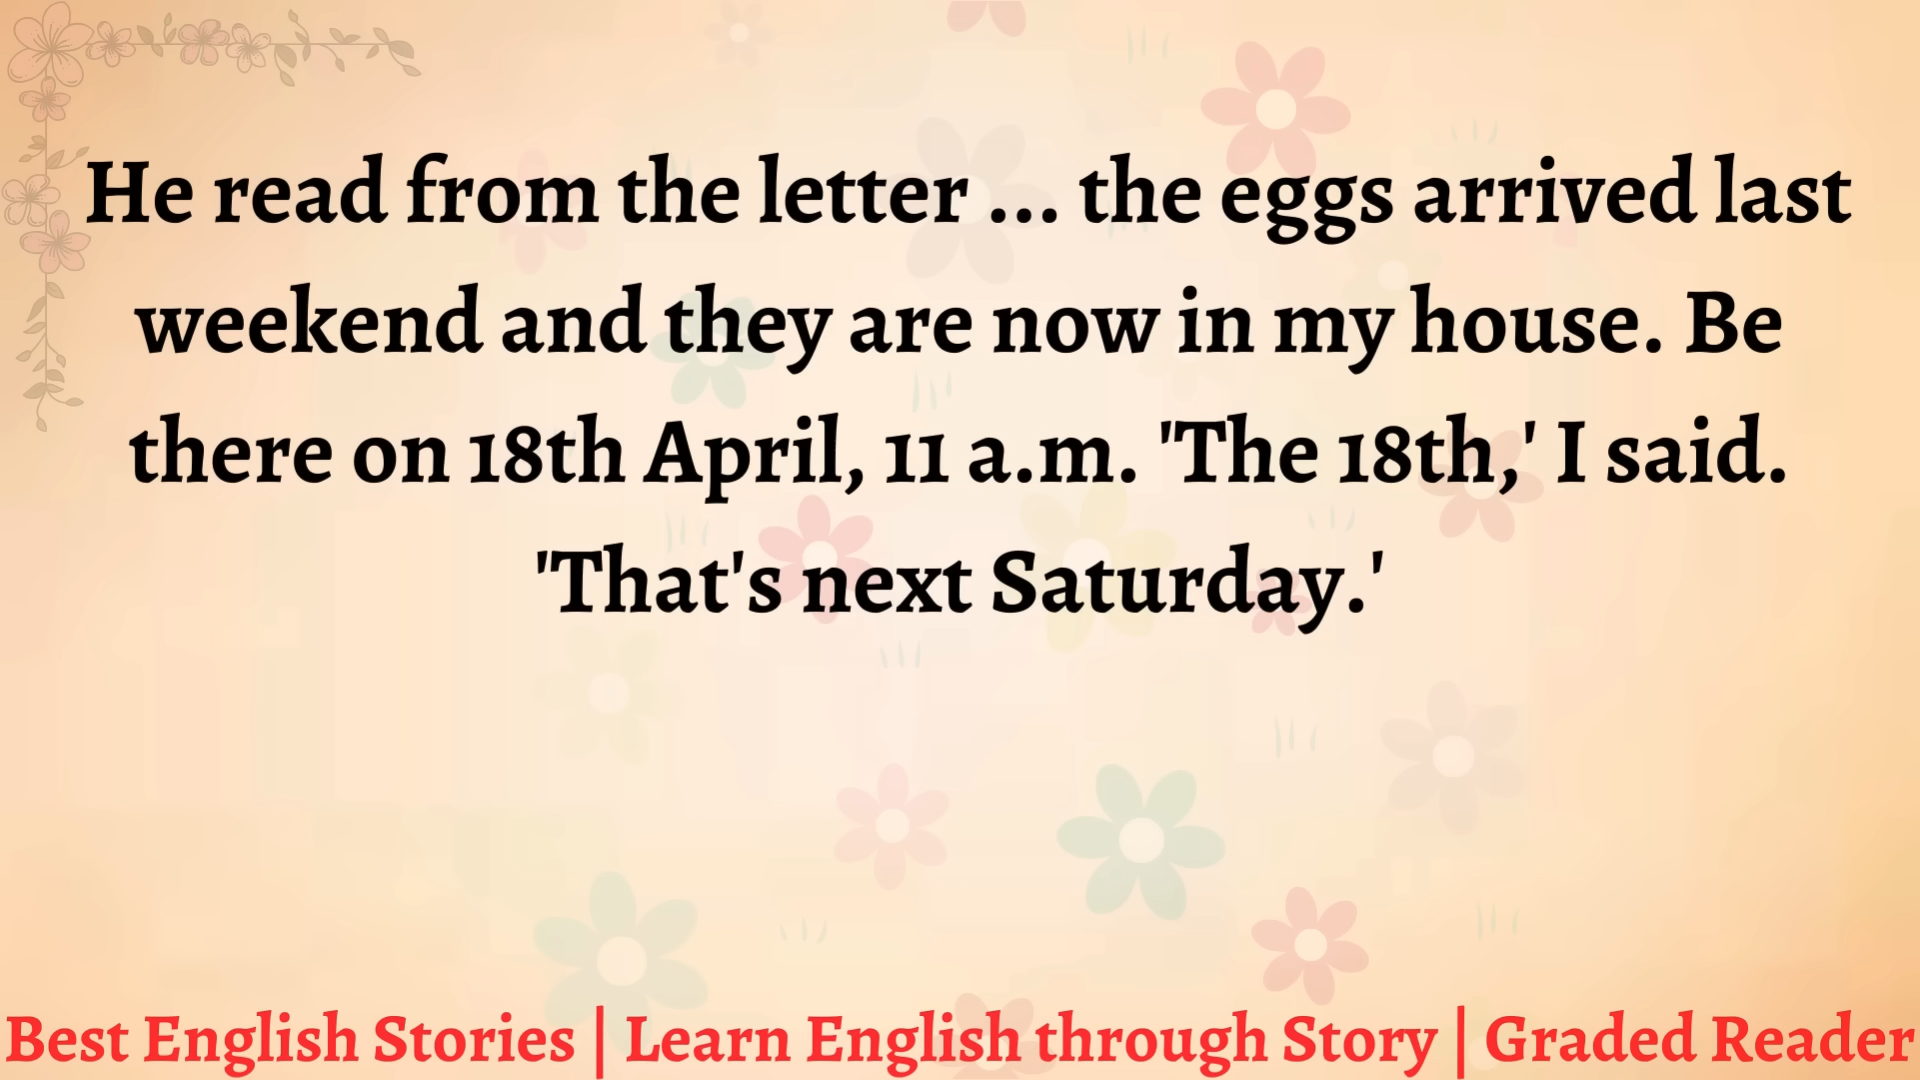 He read from the letter ... the eggs arrived last
weekend and they are now in my house. Be
there on 18th April, 11 a.m. 'The 18th,' I said.
'That's next Saturday.'
Best English Stories | Learn English through Story | Graded Reader